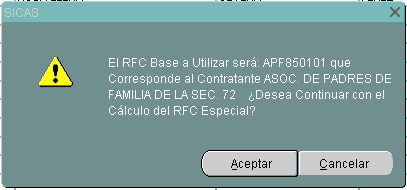 SICAS
El RFC Base a Utilizar será: APF850101 que
Corresponde al Contratante ASOC. DE PADRES DE
FAMILIA DE LA SEC. 72 ¿Desea Continuar con el
Cálculo del RFC Especial?
Aceptar Cancelar